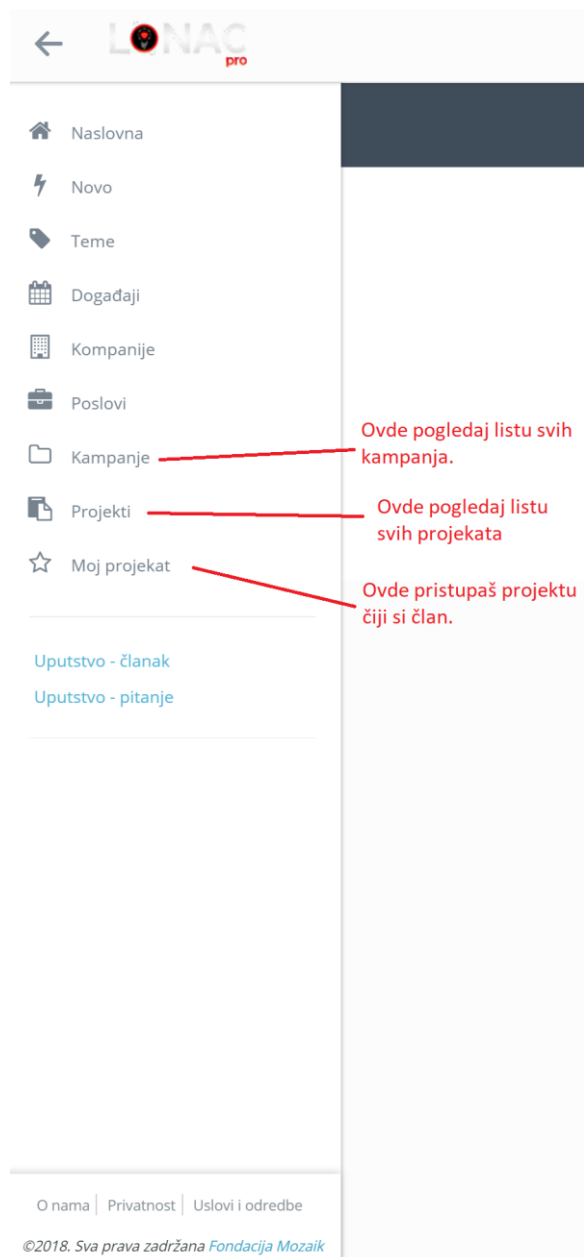 LONAC
pro
Naslovna
Novo
Teme
Događaji
Kompanije
Poslovi
Kampanje
Ovde pogledaj listu svih
kampanja.
Projekti
Ovde pogledaj listu
svih projekata
Moj projekat
Ovde pristupaš projektu
čiji si član.
Uputstvo - članak
Uputstvo - pitanje
O nama | Privatnost | Uslovi i odredbe
©2018. Sva prava zadržana Fondacija Mozaik